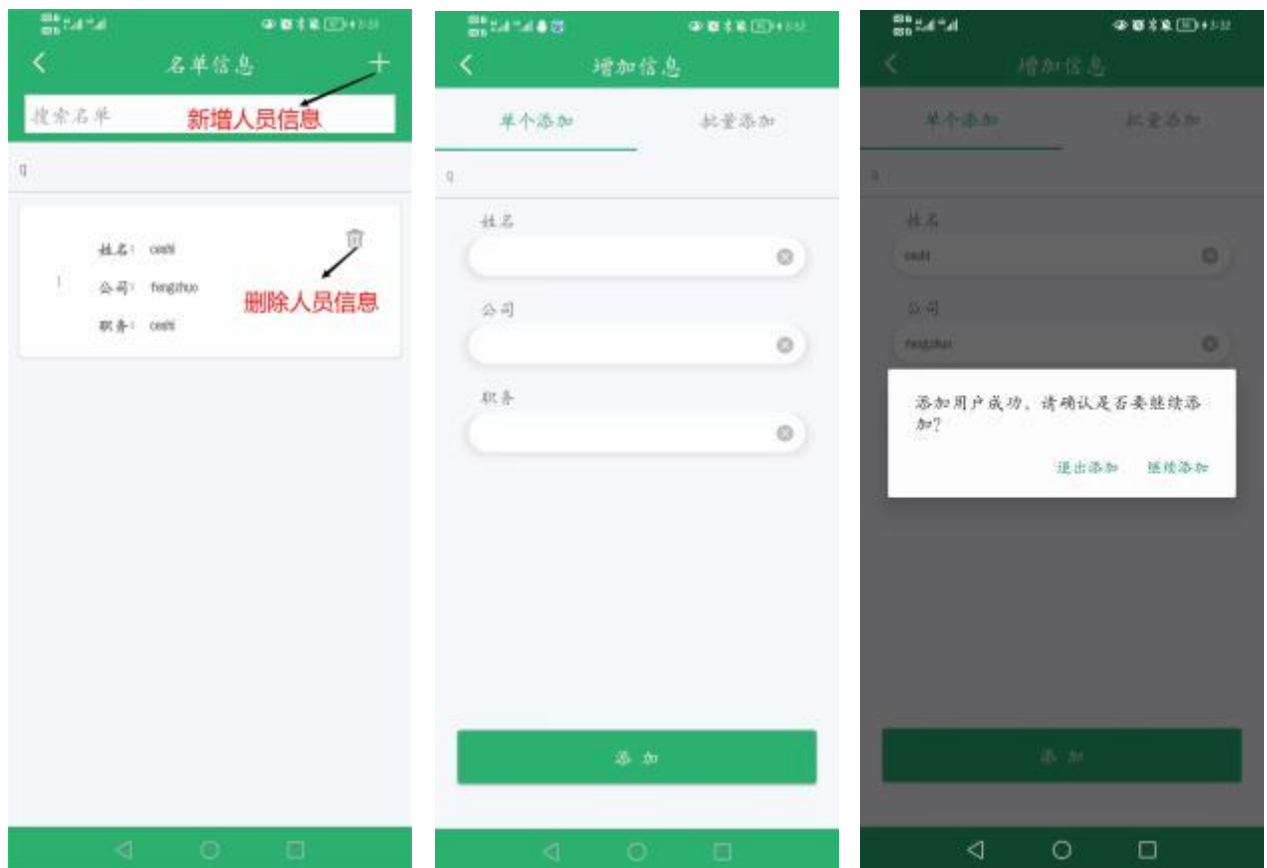 名单信息
搜索名单
新增人员信息
q
姓名： ceshi
1
公司： fengzhuo
删除人员信息
职务： ceshi
增加信息
单个添加 批量添加
q
姓名
公司
职务
添 加
增加信息
单个添加 批量添加
q
姓名
ceshi
公司
fengzhuo
添加用户成功，请确认是否要继续添
加？
退出添加 继续添加
添 加